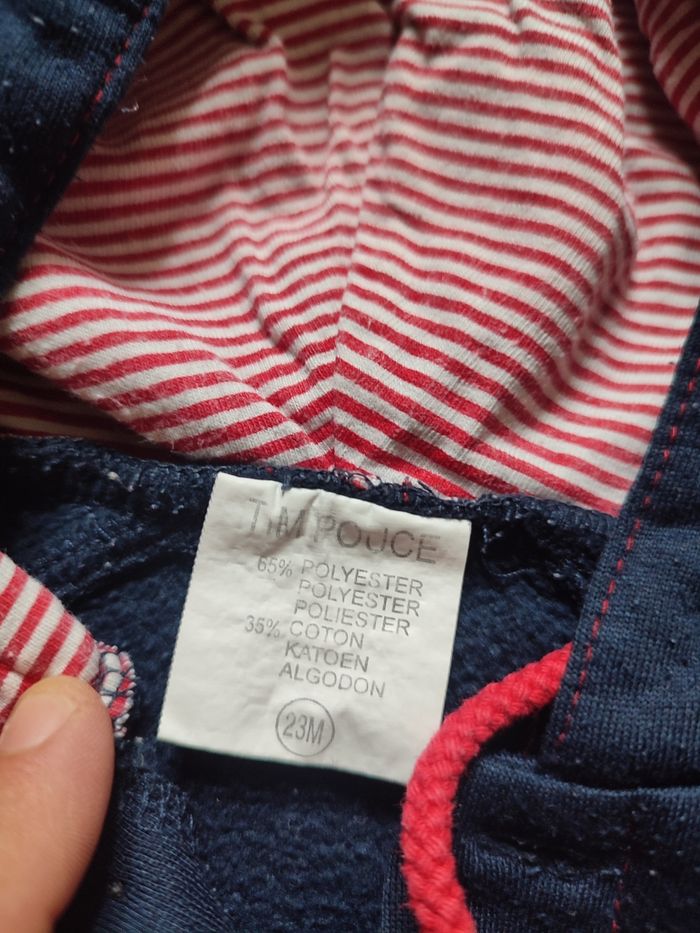 TIM POUCE
65% POLYESTER
POLYESTER
POLIESTER
35% COTON
KATOEN
ALGODON
23M